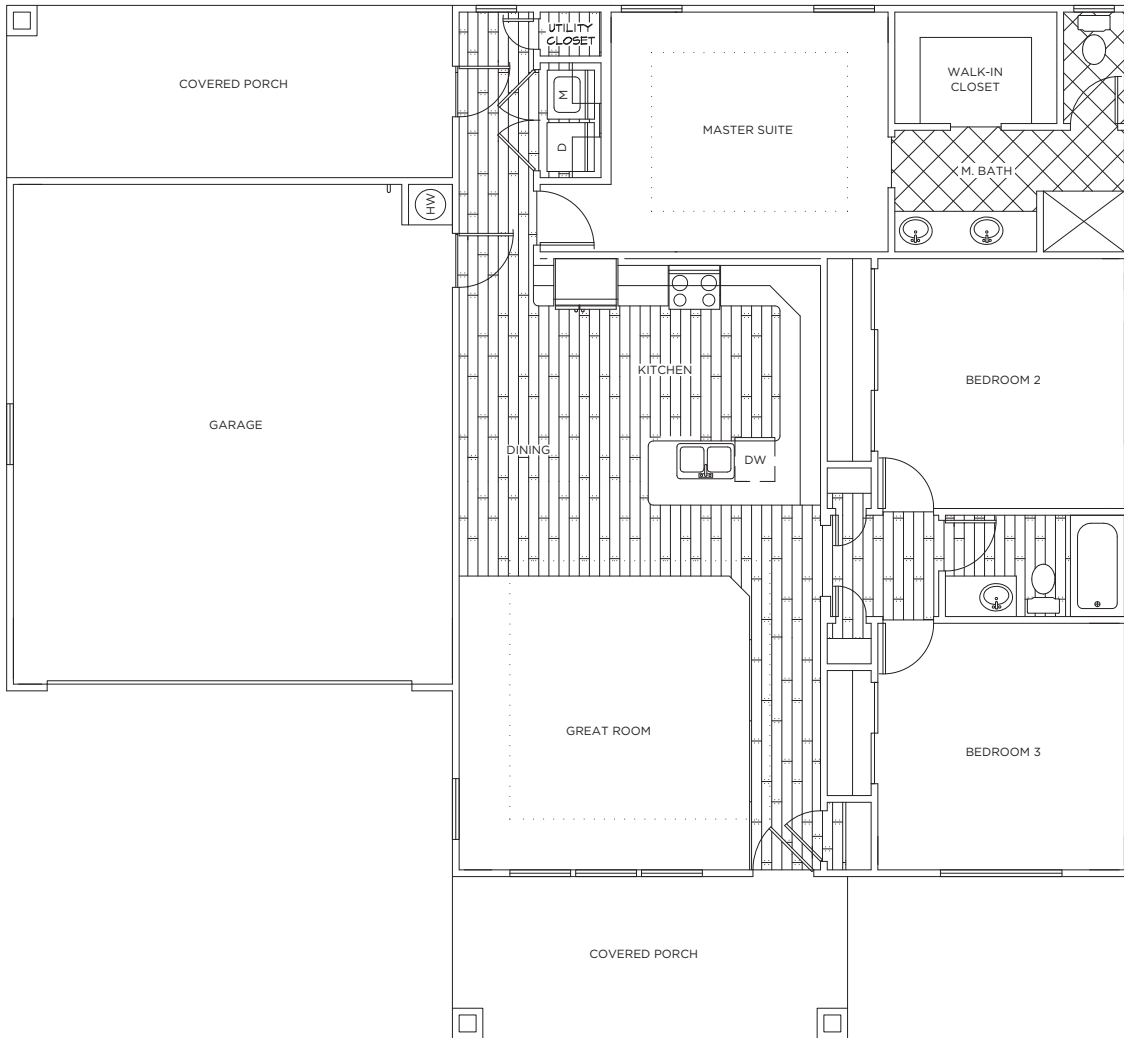 UTILITY
CLOSET
COVERED PORCH
WALK-IN
CLOSET
M
MASTER SUITE
D
M. BATH
HW
KITCHEN
BEDROOM 2
GARAGE
DINING
DW
GREAT ROOM
BEDROOM 3
COVERED PORCH